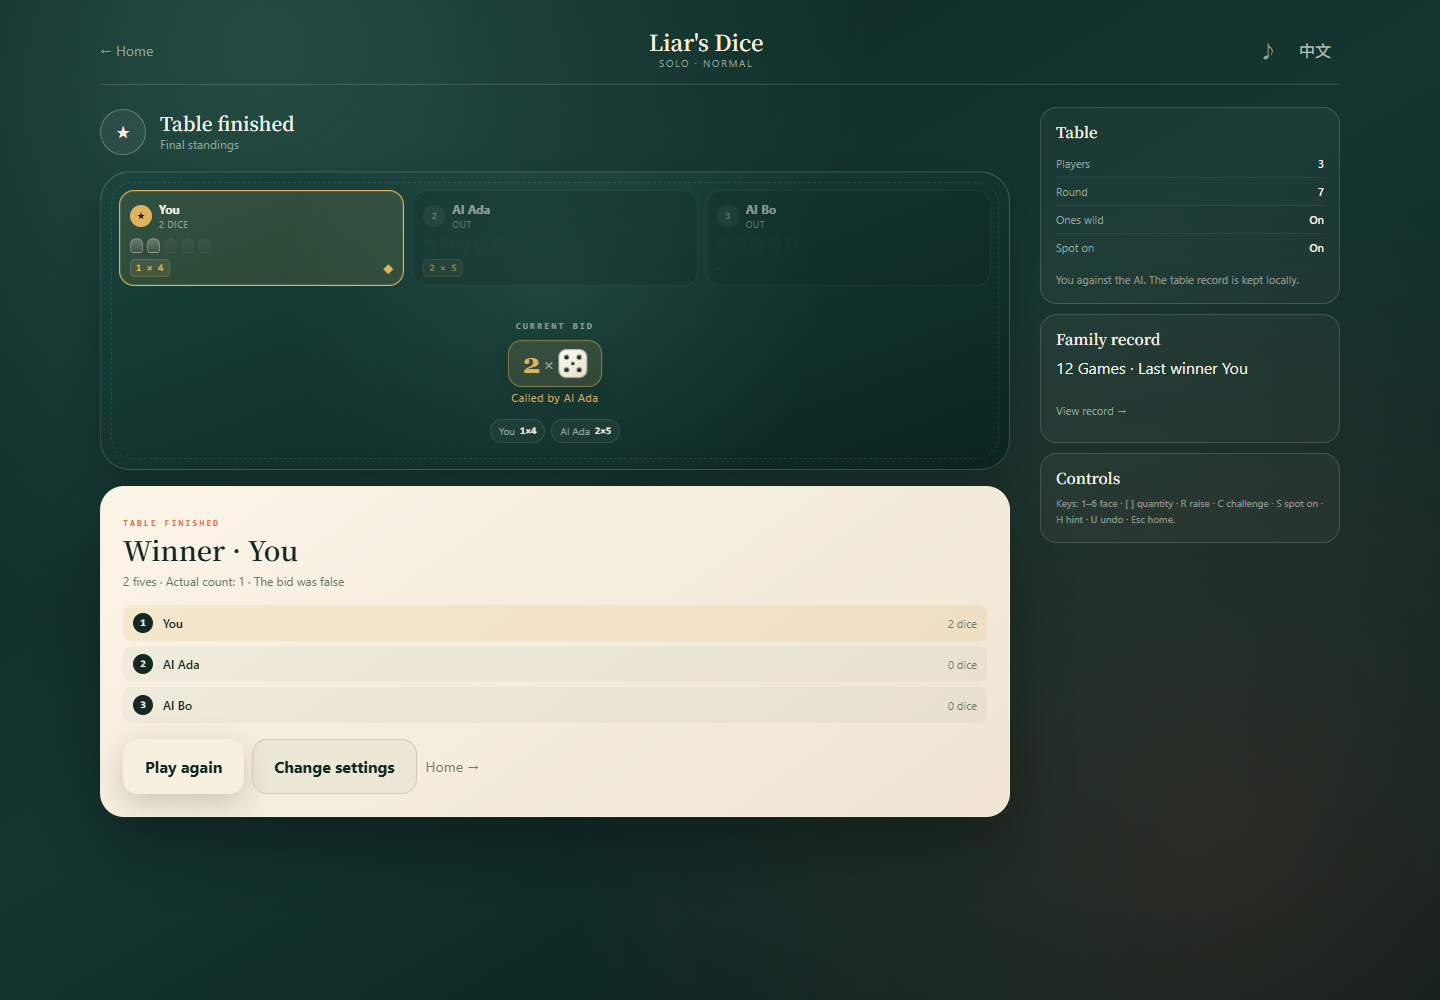 ← Home
Liar's Dice
SOLO · NORMAL
♪ 中文
★
Table finished
Final standings
★ You
2 DICE
1 × 4 ◆
2 AI Ada
OUT
2 × 5
3 AI Bo
OUT
·
CURRENT BID
2 ×
Called by AI Ada
You 1×4 AI Ada 2×5
TABLE FINISHED
Winner · You
2 fives · Actual count: 1 · The bid was false
1 You 2 dice
2 AI Ada 0 dice
3 AI Bo 0 dice
Play again Change settings Home →
Table
Players 3
Round 7
Ones wild On
Spot on On
You against the AI. The table record is kept locally.
Family record
12 Games · Last winner You
View record →
Controls
Keys: 1–6 face · [ ] quantity · R raise · C challenge · S spot on ·
H hint · U undo · Esc home.